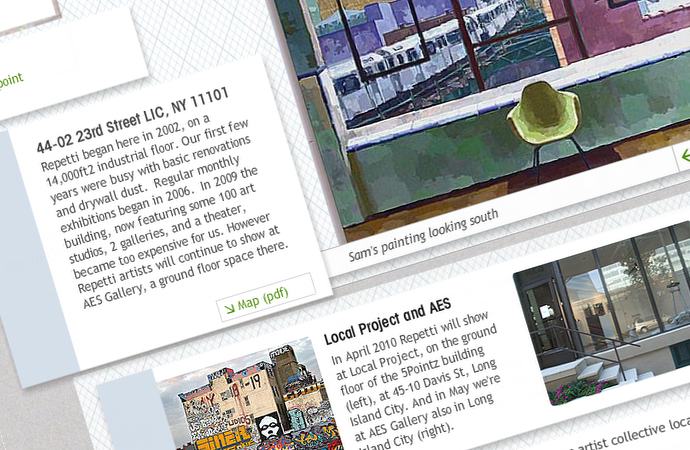 point
44-02 23rd Street LIC, NY 11101
Repetti began here in 2002, on a
14,000ft2 industrial floor. Our first few
years were busy with basic renovations
and drywall dust. Regular monthly
exhibitions began in 2006. In 2009 the
building, now featuring some 100 art
studios, 2 galleries, and a theater,
became too expensive for us. However
Repetti artists will continue to show at
AES Gallery, a ground floor space there.
Map (pdf)
Sam's painting looking south
Local Project and AES
In April 2010 Repetti will show
at Local Project, on the ground
floor of the 5Pointz building
(left), at 45-10 Davis St, Long
Island City. And in May we're
at AES Gallery also in Long
Island City (right).
artist collective loca